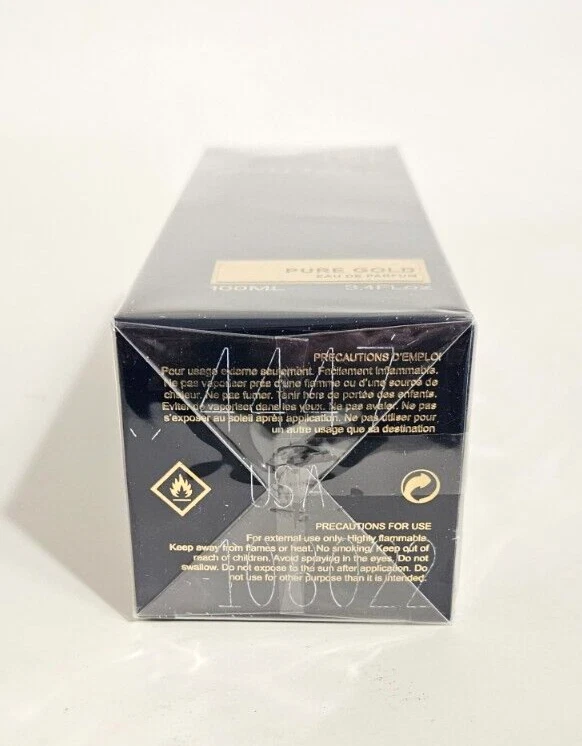 PURE GOLD
EAU DE PARFUM
100ML 3.4FLOZ
PRECAUTIONS D'EMPLOI
Pour usage externe seulement. Facilement Inflammable.
Ne pas vaporiser près d'une flamme ou d'une source de
chaleur. Ne pas fumer. Tenir hors de portée des enfants.
Eviter de vaporiser dans les yeux. Ne pas avaler. Ne pas
s'exposer au soleil après application. Ne pas utiliser pour
un autre usage que sa destination
USA
PRECAUTIONS FOR USE
For external use only. Highly flammable.
Keep away from flames or heat. No smoking. Keep out of
reach of children. Avoid spraying in the eyes. Do not
swallow. Do not expose to the sun after application. Do
not use for other purpose than it is intended.